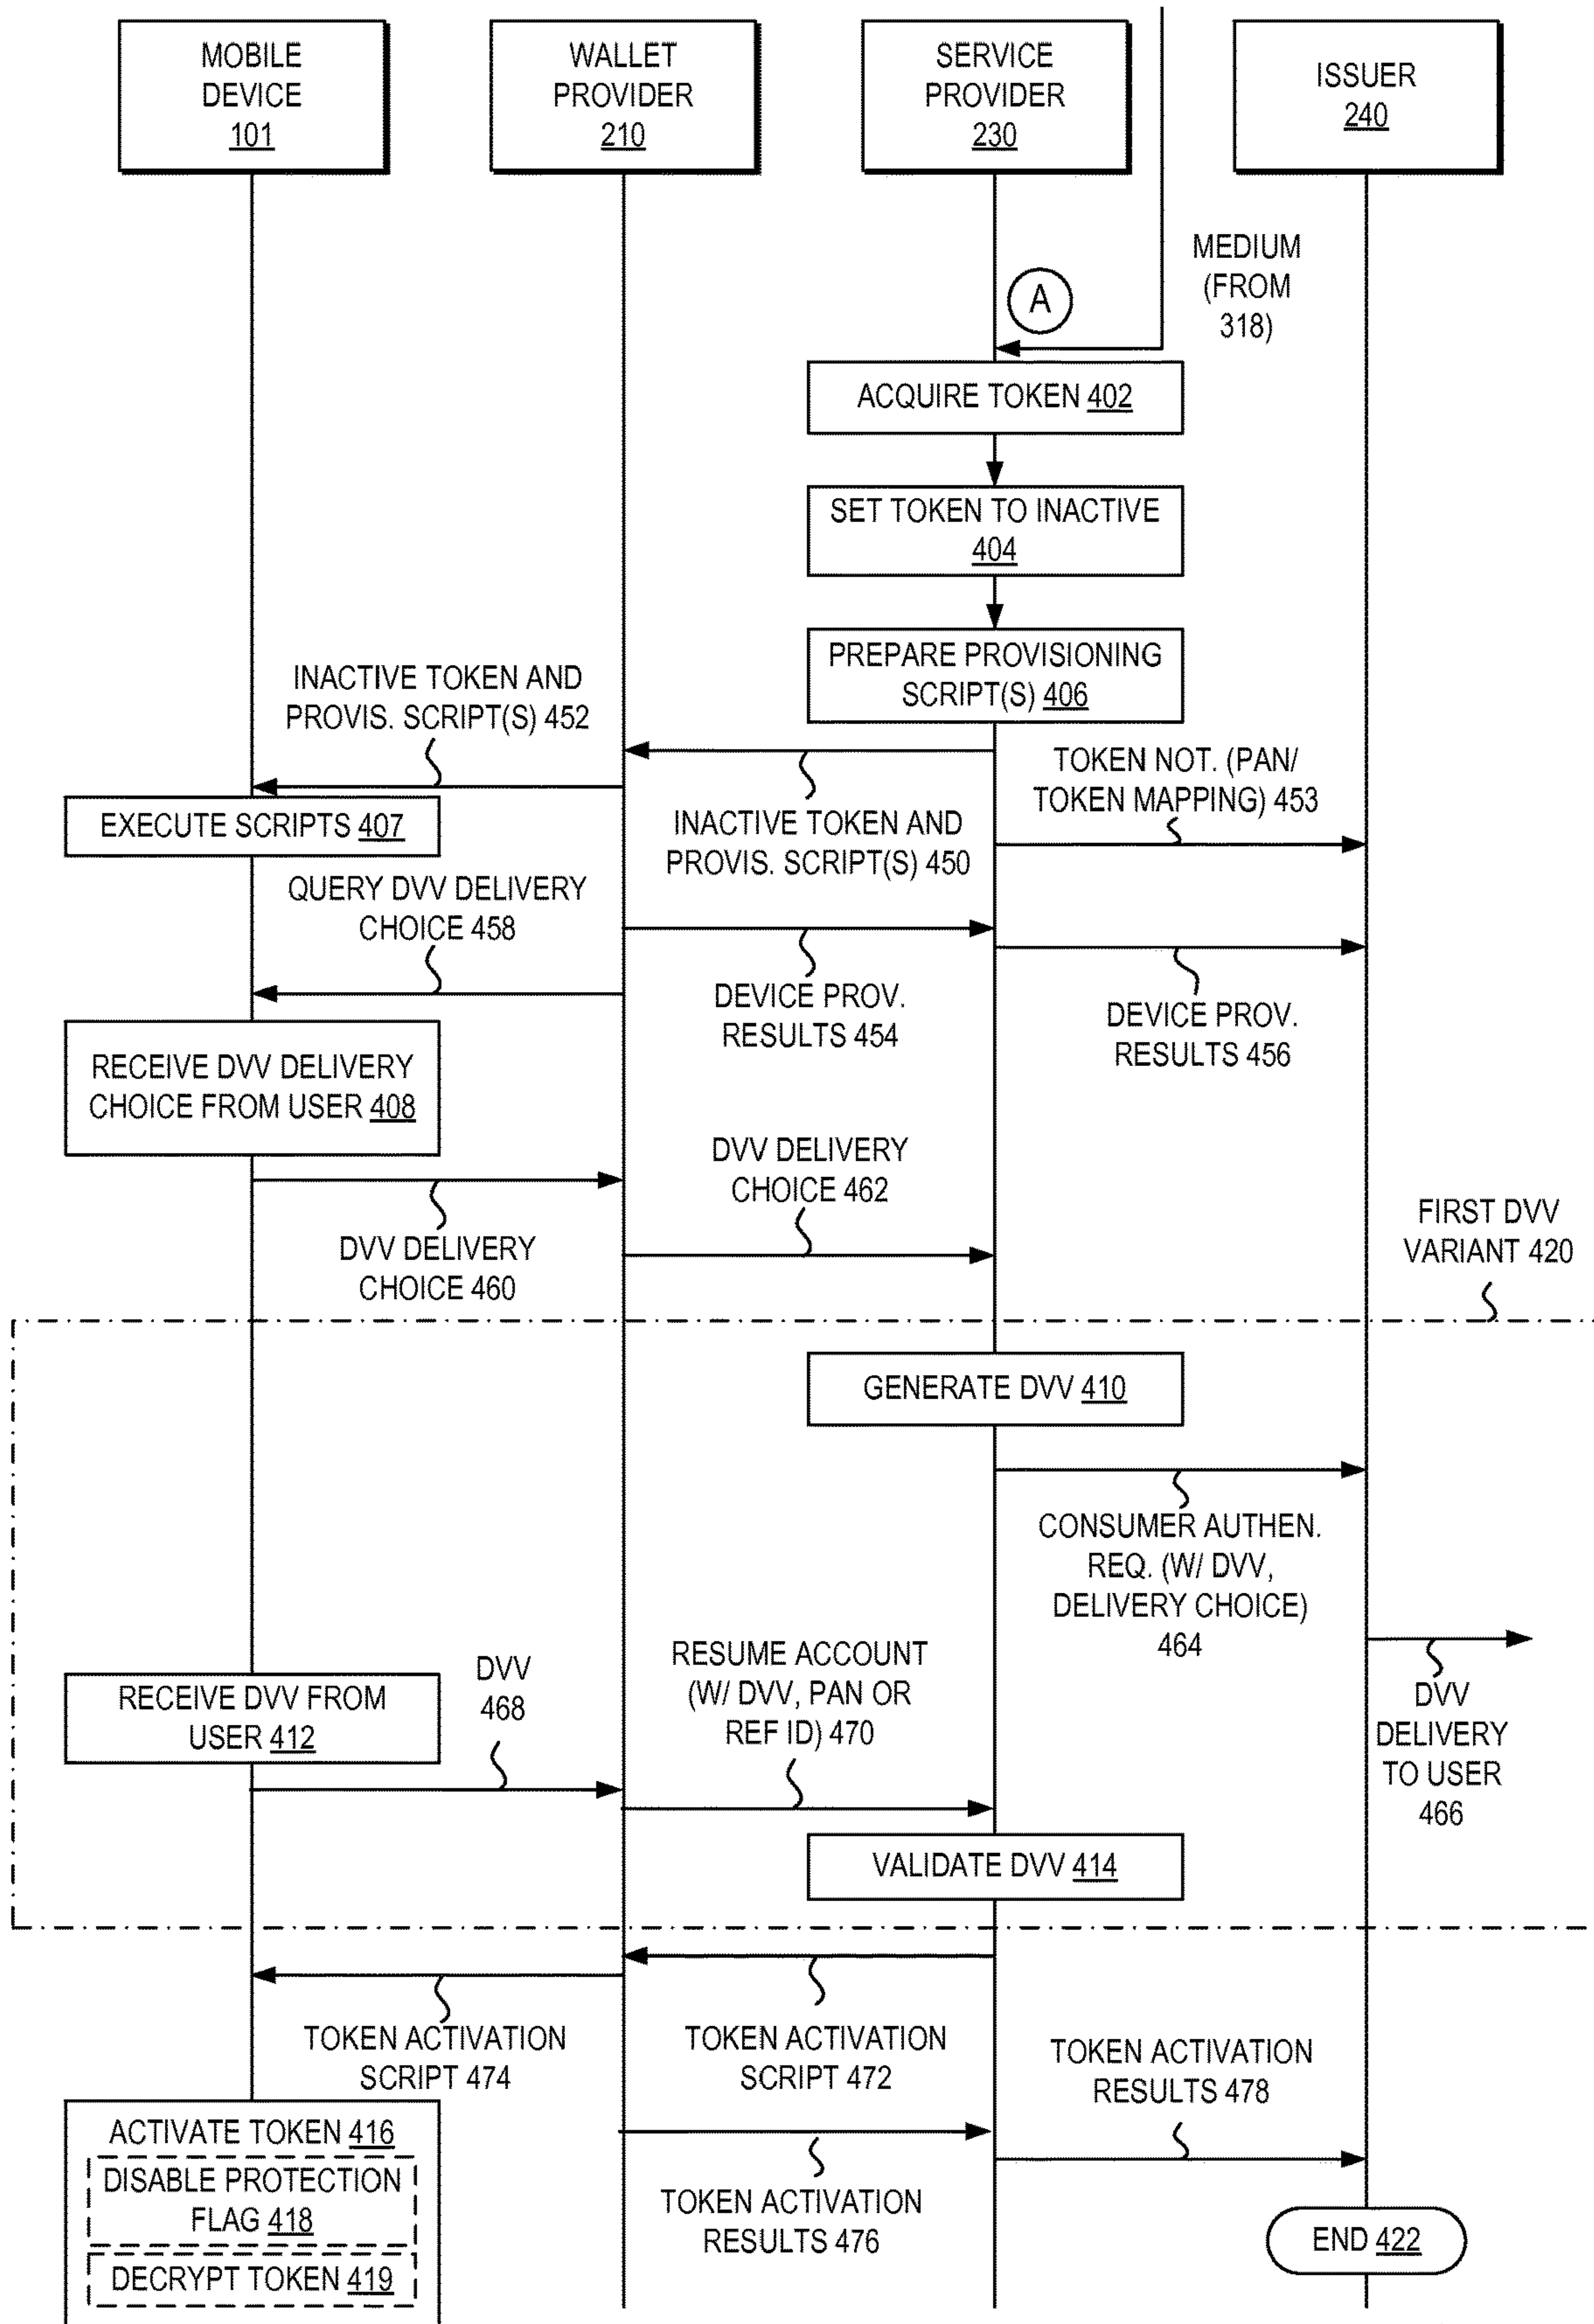 MOBILE
DEVICE
101
WALLET
PROVIDER
210
SERVICE
PROVIDER
230
ISSUER
240
MEDIUM
(FROM
318)
A
ACQUIRE TOKEN 402
SET TOKEN TO INACTIVE
404
PREPARE PROVISIONING
SCRIPT(S) 406
INACTIVE TOKEN AND
PROVIS. SCRIPT(S) 452
TOKEN NOT. (PAN/
TOKEN MAPPING) 453
EXECUTE SCRIPTS 407
INACTIVE TOKEN AND
PROVIS. SCRIPT(S) 450
QUERY DVV DELIVERY
CHOICE 458
DEVICE PROV.
RESULTS 454
DEVICE PROV.
RESULTS 456
RECEIVE DVV DELIVERY
CHOICE FROM USER 408
DVV DELIVERY
CHOICE 462
DVV DELIVERY
CHOICE 460
FIRST DVV
VARIANT 420
GENERATE DVV 410
CONSUMER AUTHEN.
REQ. (W/ DVV,
DELIVERY CHOICE)
464
RESUME ACCOUNT
(W/ DVV, PAN OR
REF ID) 470
DVV
468
RECEIVE DVV FROM
USER 412
DVV
DELIVERY
TO USER
466
VALIDATE DVV 414
TOKEN ACTIVATION
SCRIPT 474
TOKEN ACTIVATION
SCRIPT 472
TOKEN ACTIVATION
RESULTS 478
ACTIVATE TOKEN 416
DISABLE PROTECTION
FLAG 418
DECRYPT TOKEN 419
TOKEN ACTIVATION
RESULTS 476
END 422